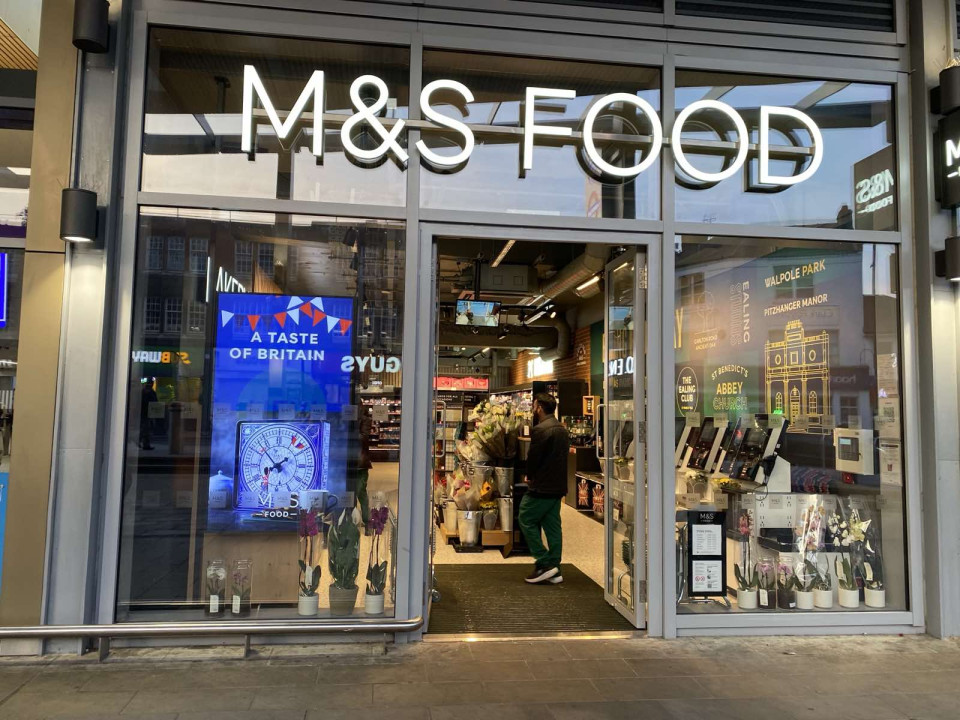 M&S FOOD
A TASTE
OF BRITAIN
M&S
FOOD
SUBWAY
GUYS
WALPOLE PARK
PITZHANGER MANOR
EALING
STUDIOS
THE
EALING
CLUB
ST BENEDICT'S
ABBEY
CHURCH
M&S
M&S